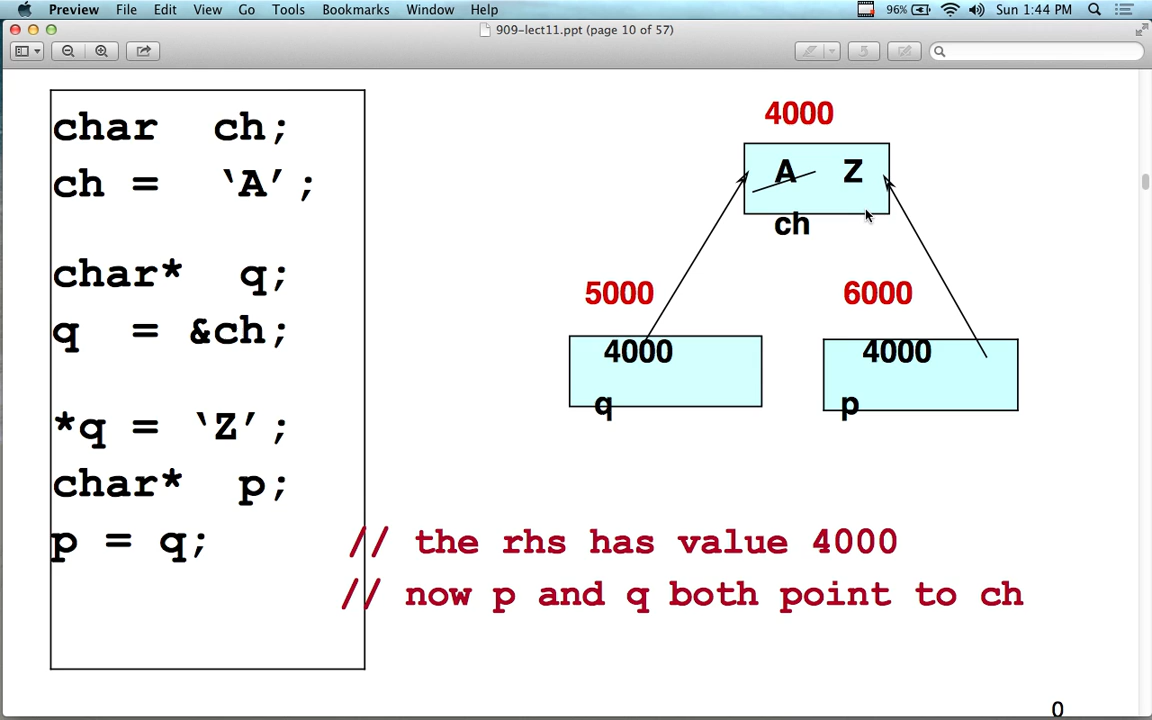 Preview File Edit View Go Tools Bookmarks Window Help 96% Sun 1:44 PM
909-lect11.ppt (page 10 of 57)
char ch;
ch = ‘A’;
char* q;
q = &ch;
*q = ‘Z’;
char* p;
p = q; // the rhs has value 4000
// now p and q both point to ch
4000
A Z
ch
5000
4000
q
6000
4000
p
0